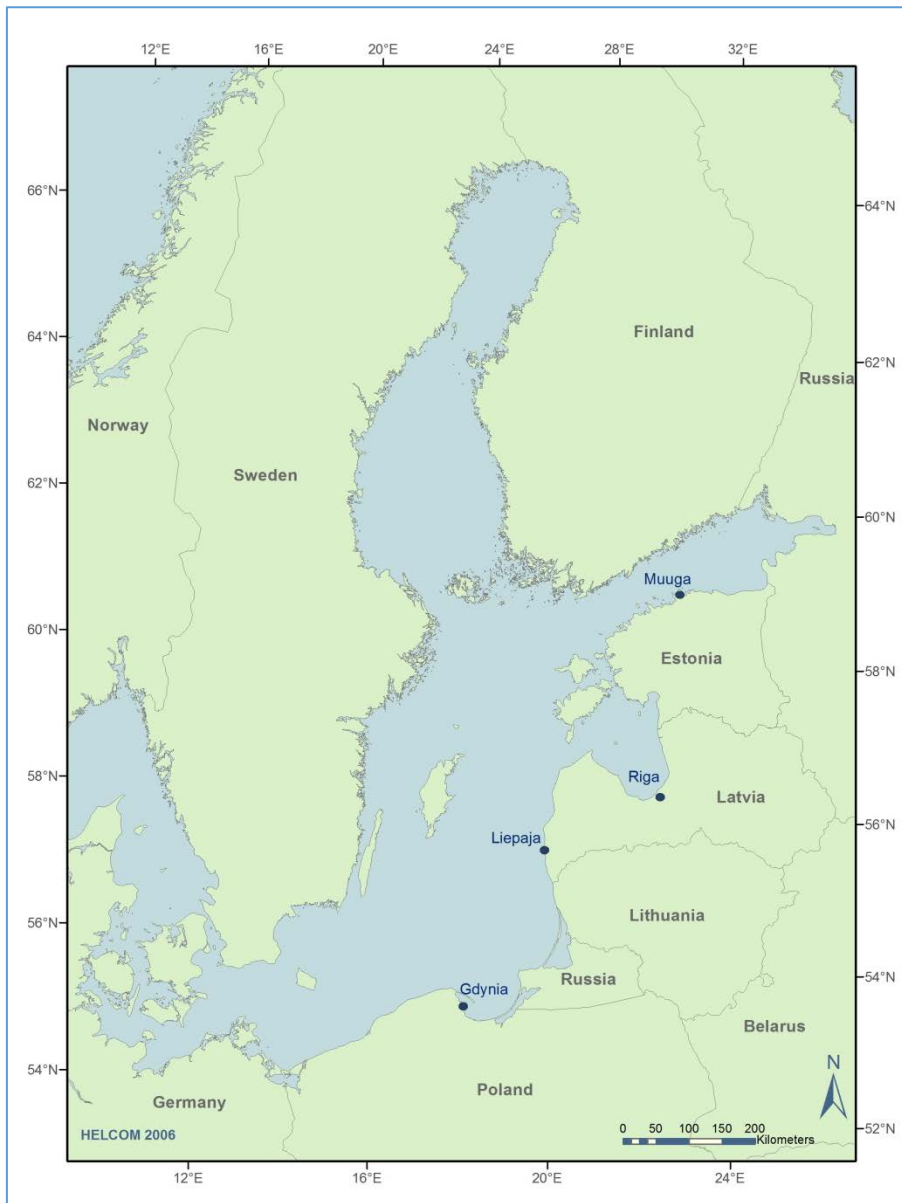 12°E 16°E 20°E 24°E 28°E 32°E
66°N
64°N
Finland
64°N
62°N
Russia
Norway
Sweden
62°N
60°N
Muuga
60°N
Estonia
58°N
58°N
Riga
Latvia
Liepaja
56°N
Lithuania
56°N
Russia
54°N
Gdynia
Belarus
54°N
N
Poland
Germany
HELCOM 2006
0 50 100 150 200
Kilometers
52°N
12°E 16°E 20°E 24°E